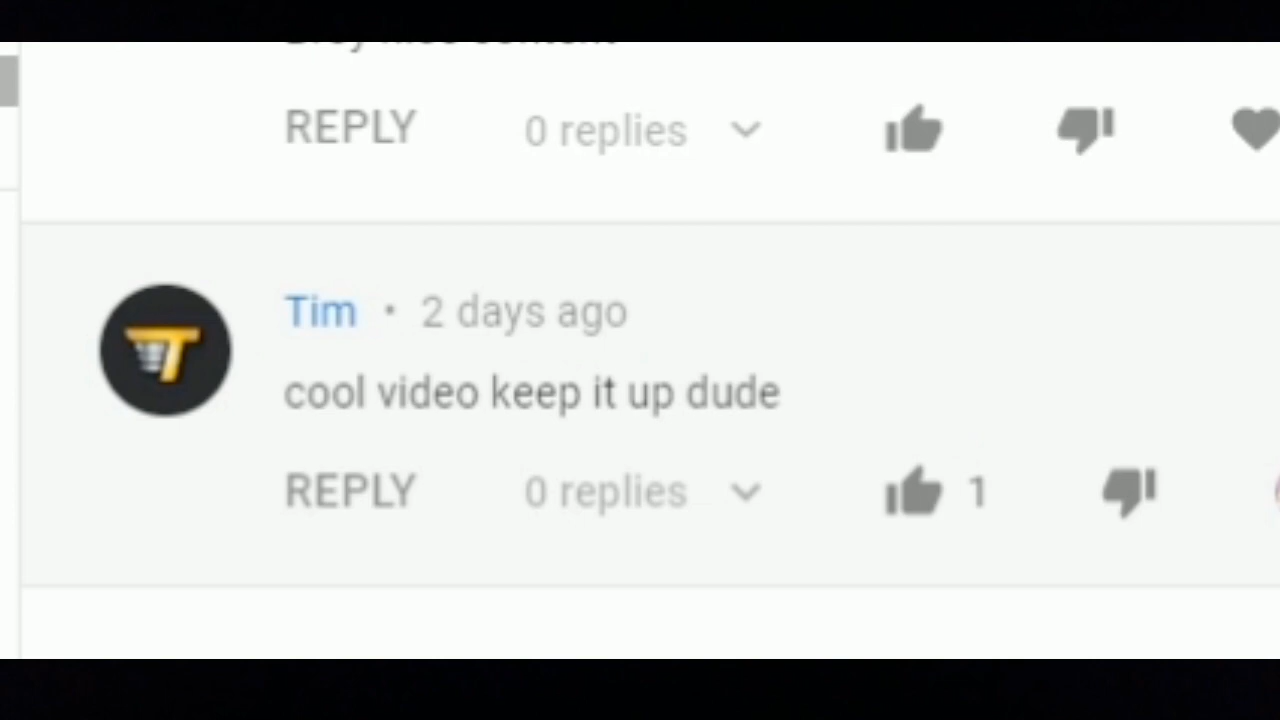 REPLY 0 replies
Tim • 2 days ago
cool video keep it up dude
REPLY 0 replies 1